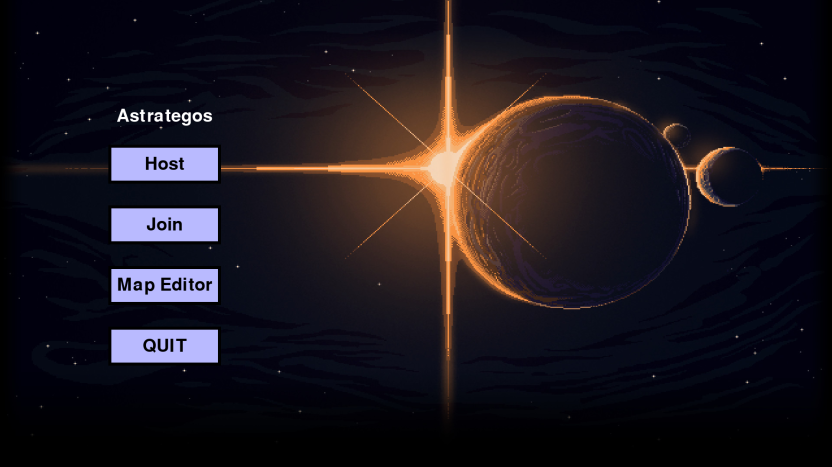 Astrategos
Host
Join
Map Editor
QUIT